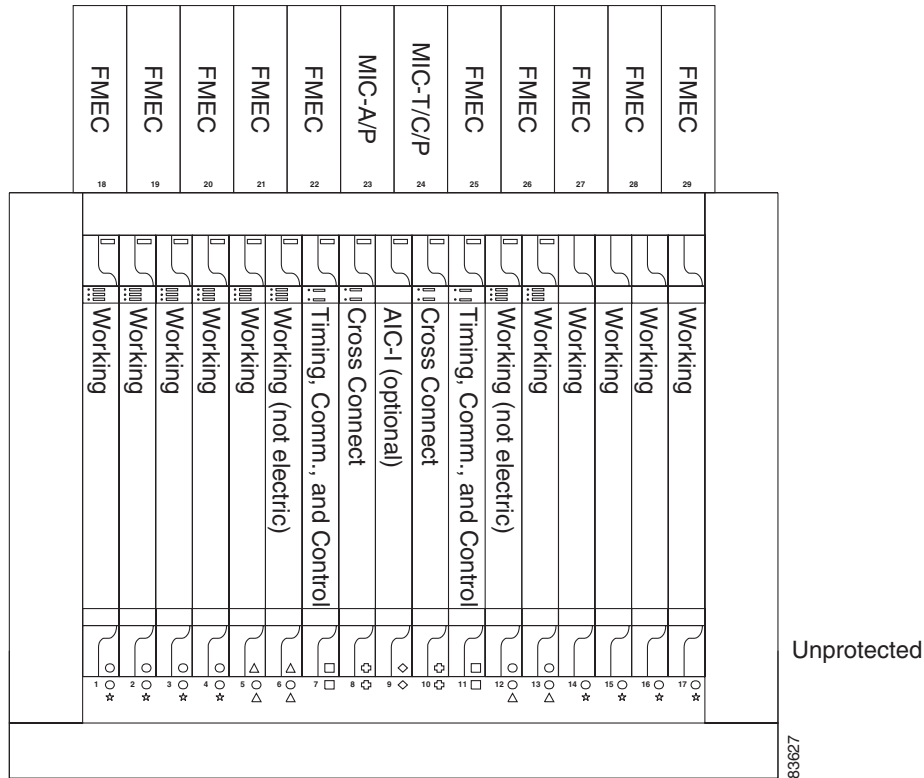 FMEC
FMEC
FMEC
FMEC
FMEC
MIC-A/P
MIC-T/C/P
FMEC
FMEC
FMEC
FMEC
FMEC
18
19
20
21
22
23
24
25
26
27
28
29
Working
Working
Working
Working
Working
Working (not electric)
Timing, Comm., and Control
Cross Connect
AIC-I (optional)
Cross Connect
Timing, Comm., and Control
Working (not electric)
Working
Working
Working
Working
Working
1
2
3
4
5
6
7
8
9
10
11
12
13
14
15
16
17
Unprotected
83627